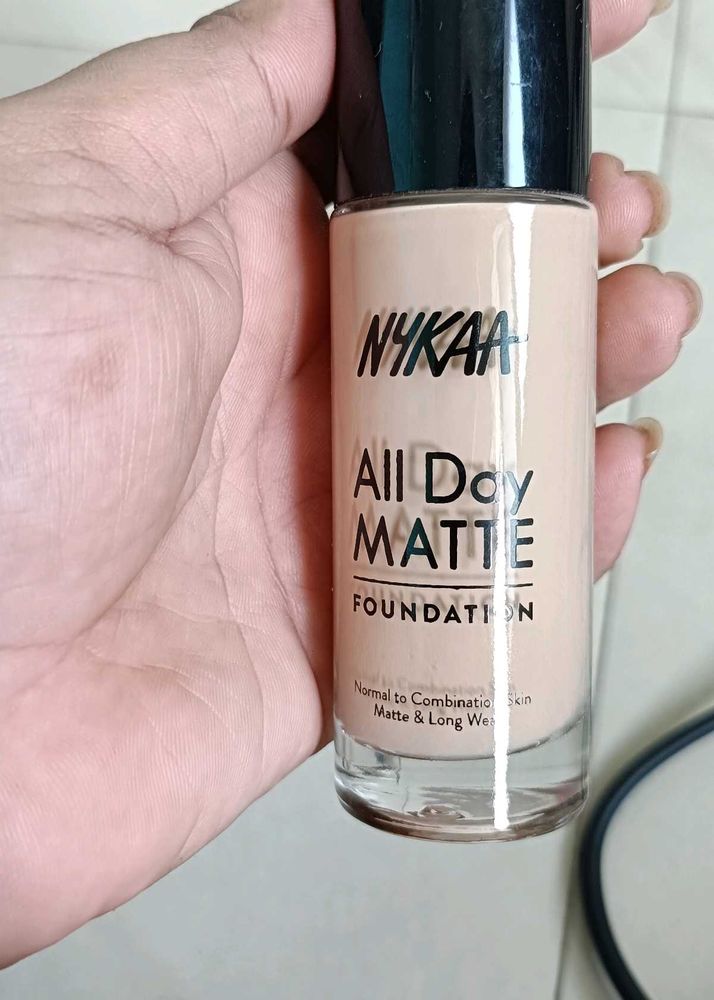 NYKAA
All Day
MATTE
FOUNDATION
Normal to Combination Skin
Matte & Long Wear